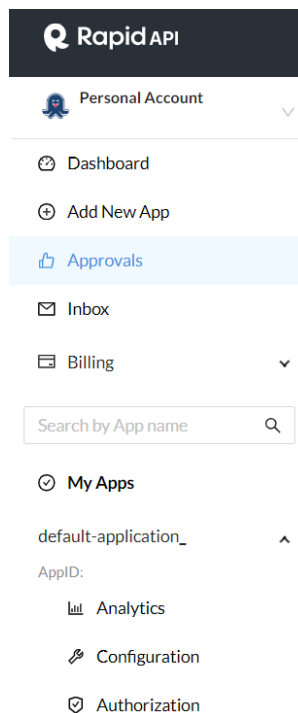 Rapid API
Personal Account
Dashboard
Add New App
Approvals
Inbox
Billing
Search by App name
My Apps
default-application_
AppID:
Analytics
Configuration
Authorization